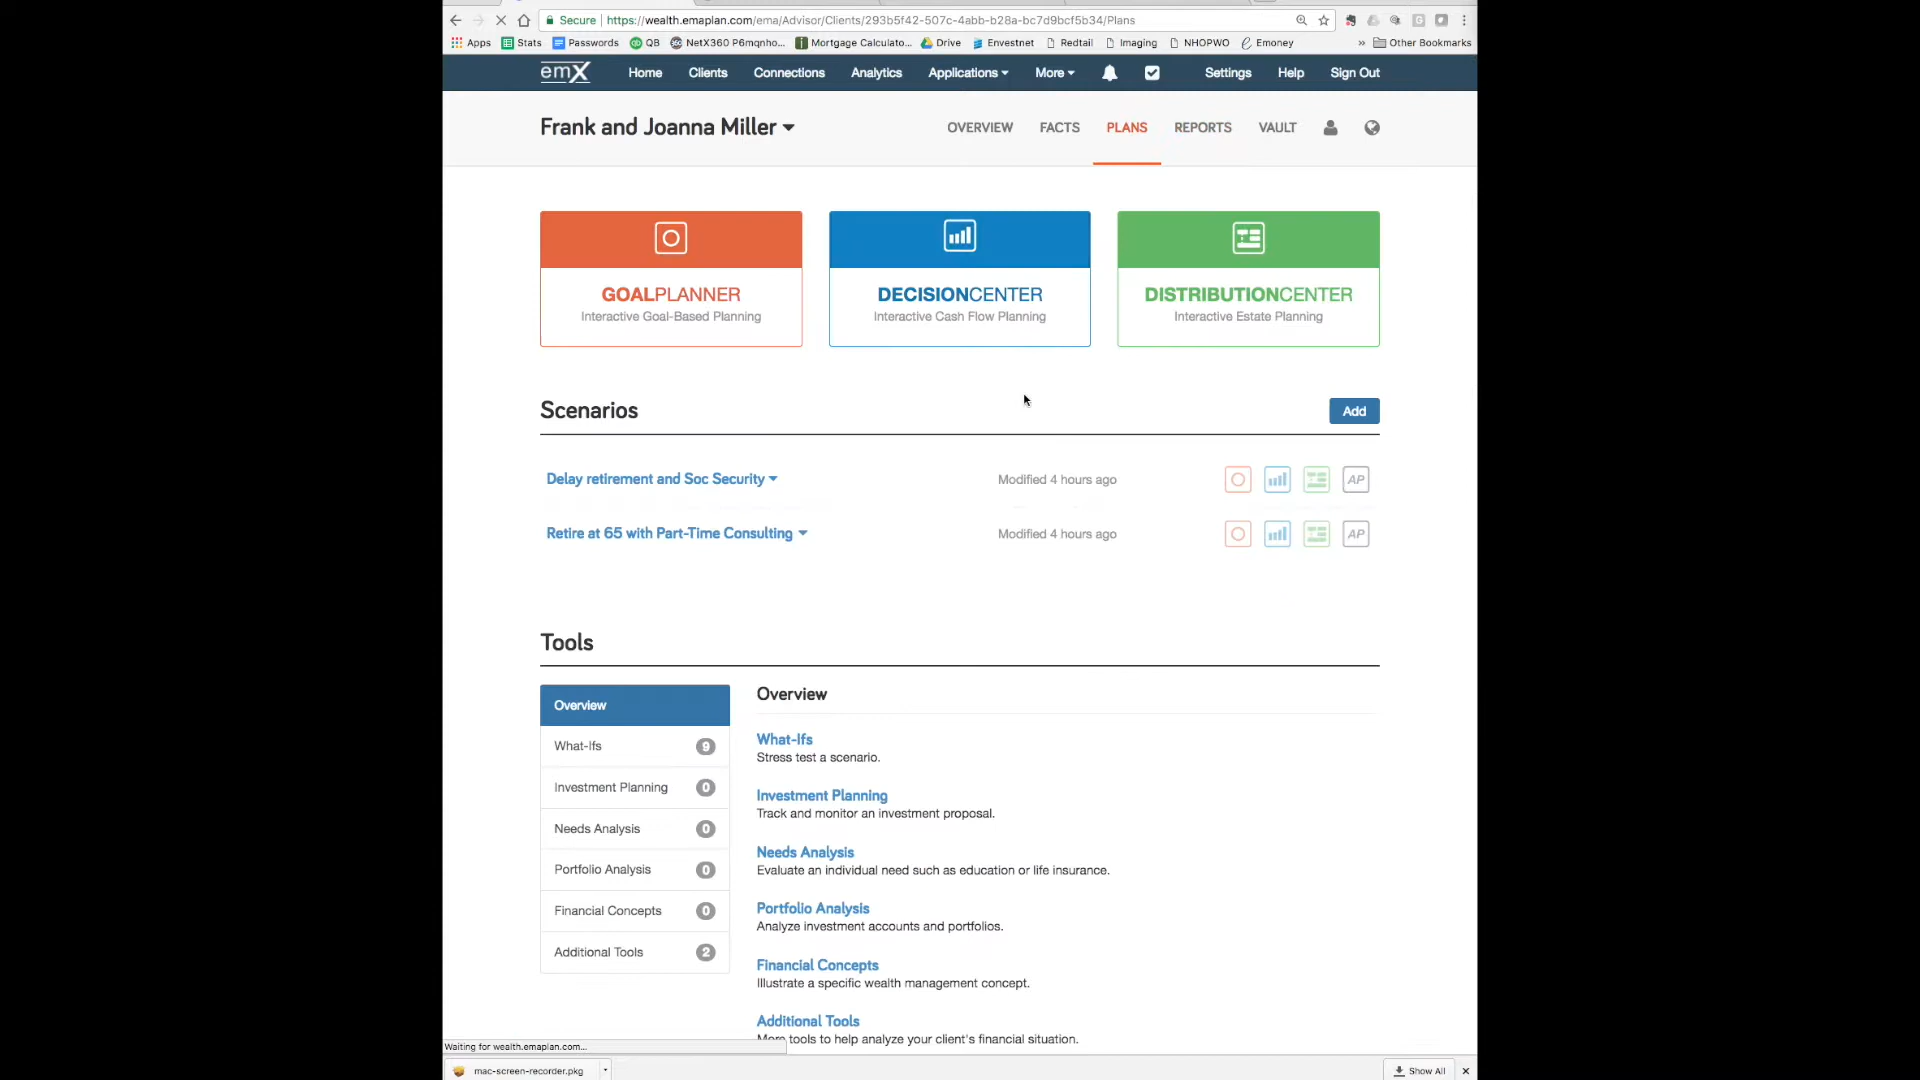 Secure https://wealth.emaplan.com/ema/Advisor/Clients/293b5f42-507c-4abb-b28a-bc7d9bcf5b34/Plans
Apps Stats Passwords QB NetX360 P6mqnho... Mortgage Calculato... Drive Envestnet Redtail Imaging NHOPWO Emoney » Other Bookmarks
emX Home Clients Connections Analytics Applications More Settings Help Sign Out
Frank and Joanna Miller OVERVIEW FACTS PLANS REPORTS VAULT
GOALPLANNER
Interactive Goal-Based Planning
DECISIONCENTER
Interactive Cash Flow Planning
DISTRIBUTIONCENTER
Interactive Estate Planning
Scenarios Add
Delay retirement and Soc Security Modified 4 hours ago AP
Retire at 65 with Part-Time Consulting Modified 4 hours ago AP
Tools
Overview
What-Ifs 9
Investment Planning 0
Needs Analysis 0
Portfolio Analysis 0
Financial Concepts 0
Additional Tools 2
Overview
What-Ifs
Stress test a scenario.
Investment Planning
Track and monitor an investment proposal.
Needs Analysis
Evaluate an individual need such as education or life insurance.
Portfolio Analysis
Analyze investment accounts and portfolios.
Financial Concepts
Illustrate a specific wealth management concept.
Additional Tools
More tools to help analyze your client's financial situation.
Waiting for wealth.emaplan.com...
mac-screen-recorder.pkg Show All